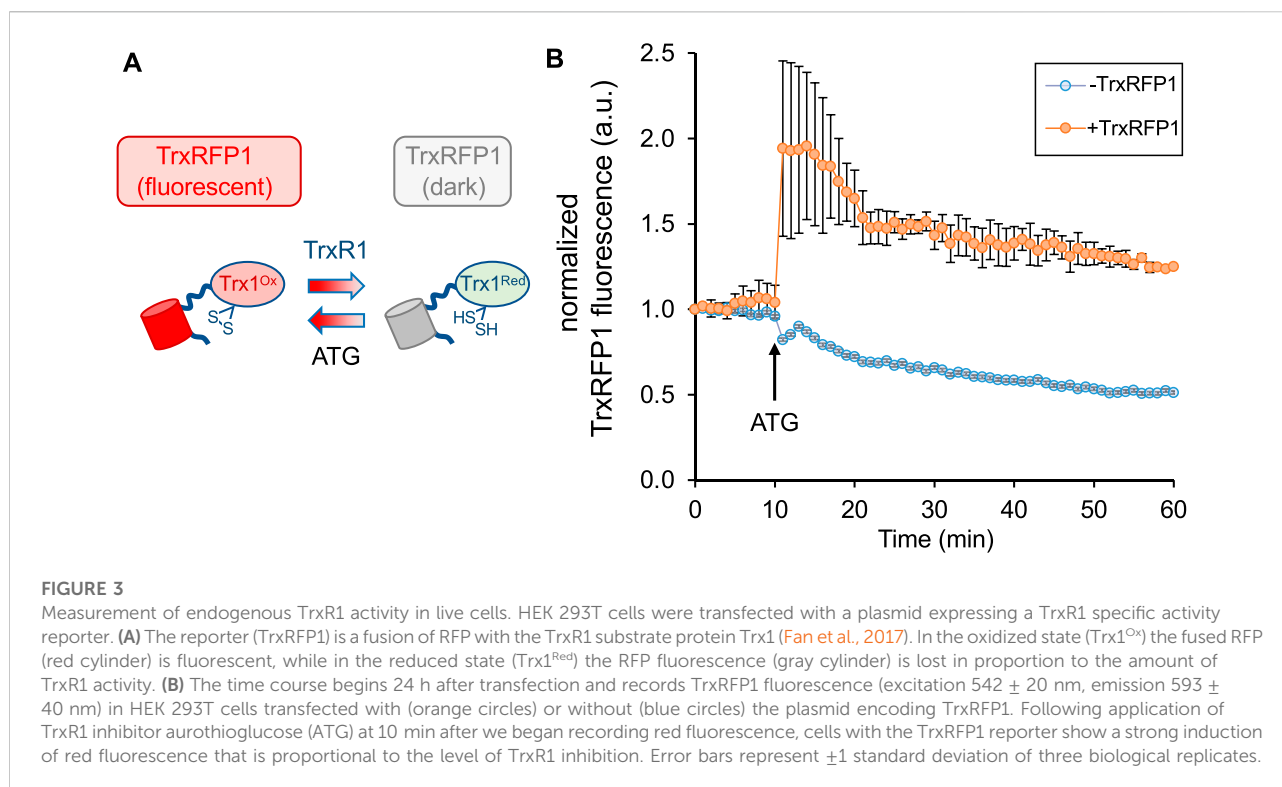 A
TrxRFP1
(fluorescent)
TrxRFP1
(dark)
TrxR1
Trx1Ox
Trx1Red
S
S
HS
SH
ATG
B
normalized
TrxRFP1 fluorescence (a.u.)
2.5
2.0
1.5
1.0
0.5
0.0
-TrxRFP1
+TrxRFP1
ATG
0 10 20 30 40 50 60
Time (min)
FIGURE 3
Measurement of endogenous TrxR1 activity in live cells. HEK 293T cells were transfected with a plasmid expressing a TrxR1 specific activity
reporter. (A) The reporter (TrxRFP1) is a fusion of RFP with the TrxR1 substrate protein Trx1 (Fan et al., 2017). In the oxidized state (Trx1Ox) the fused RFP
(red cylinder) is fluorescent, while in the reduced state (Trx1Red) the RFP fluorescence (gray cylinder) is lost in proportion to the amount of
TrxR1 activity. (B) The time course begins 24 h after transfection and records TrxRFP1 fluorescence (excitation 542 ± 20 nm, emission 593 ±
40 nm) in HEK 293T cells transfected with (orange circles) or without (blue circles) the plasmid encoding TrxRFP1. Following application of
TrxR1 inhibitor aurothioglucose (ATG) at 10 min after we began recording red fluorescence, cells with the TrxRFP1 reporter show a strong induction
of red fluorescence that is proportional to the level of TrxR1 inhibition. Error bars represent ±1 standard deviation of three biological replicates.